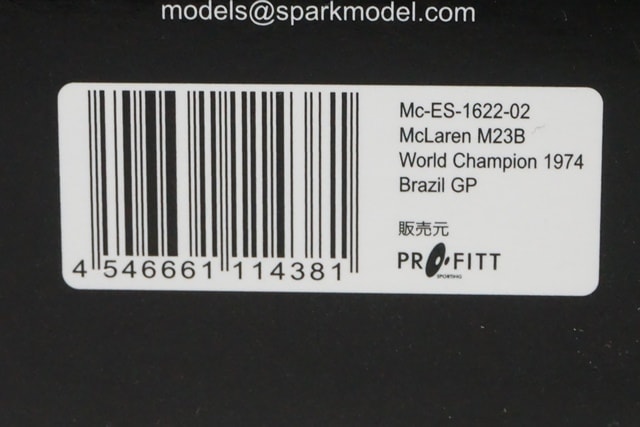 models@sparkmodel.com
Mc-ES-1622-02
McLaren M23B
World Champion 1974
Brazil GP
販売元
PROFITT
SPORTING
4 546661 114381